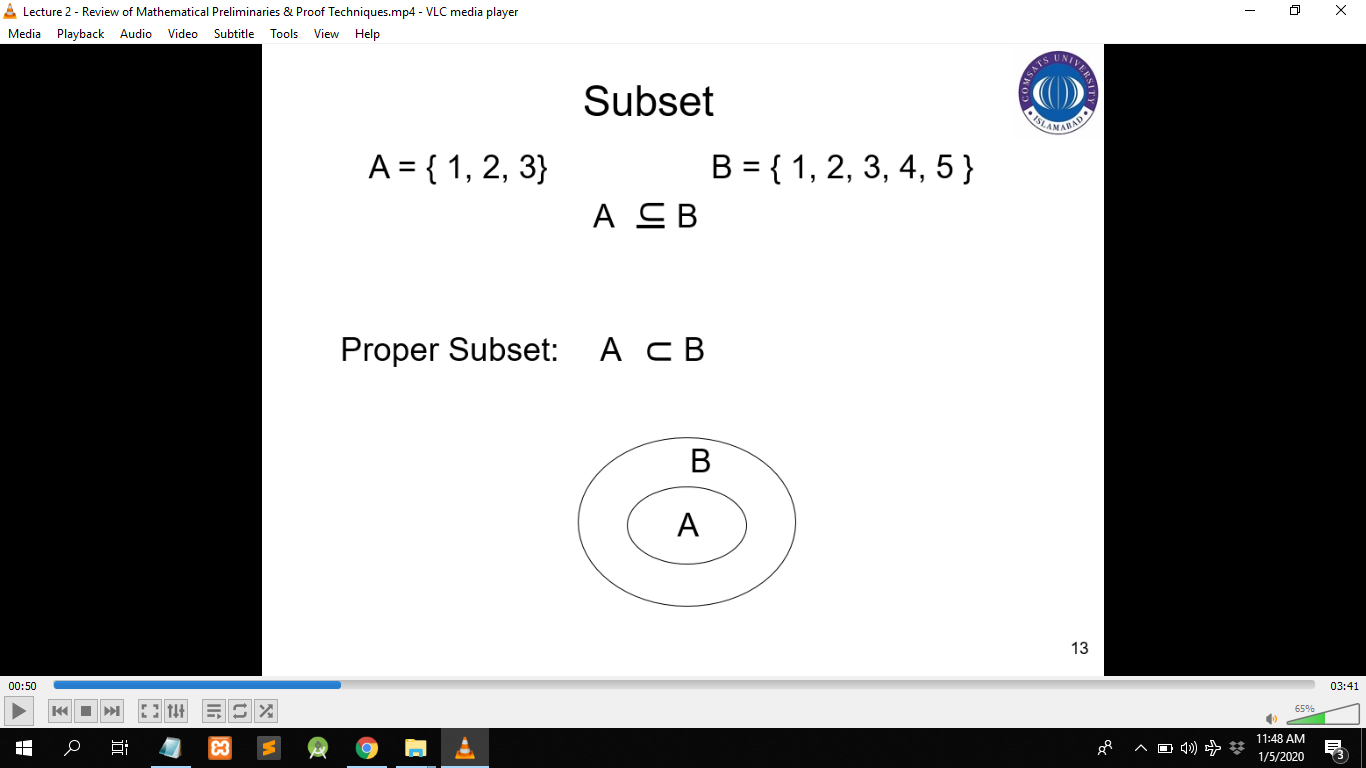 Lecture 2 - Review of Mathematical Preliminaries & Proof Techniques.mp4 - VLC media player
Media Playback Audio Video Subtitle Tools View Help
COMSATS UNIVERSITY
ISLAMABAD
Subset
A = { 1, 2, 3} B = { 1, 2, 3, 4, 5 }
A ⊆ B
Proper Subset: A ⊂ B
B
A
13
00:50 03:41
65%
11:48 AM
1/5/2020
3